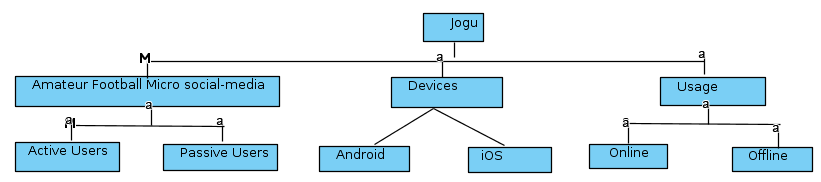 Jogu
M
a
a
Amateur Football Micro social-media
Devices
Usage
a
a
a
a
a
a
Active Users
Passive Users
Android
iOS
Online
Offline